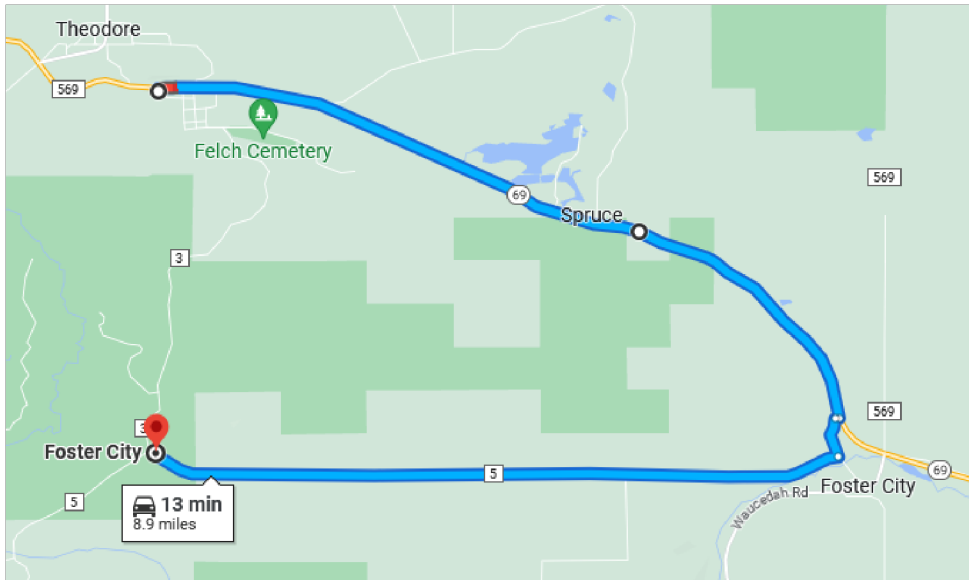 Theodore
569
Felch Cemetery
569
69
Spruce
3
569
3
Foster City
5
69
Foster City
5
Waucedah Rd
13 min
8.9 miles